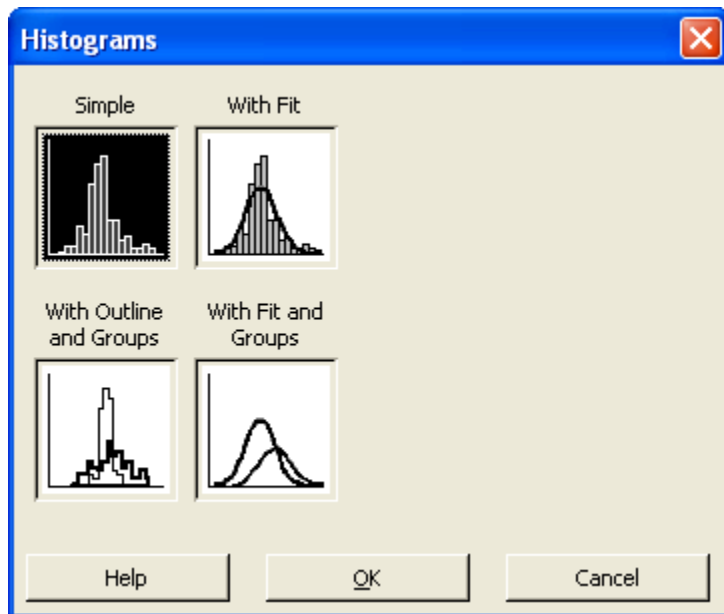 Histograms
Simple
With Fit
With Outline
and Groups
With Fit and
Groups
Help
OK
Cancel